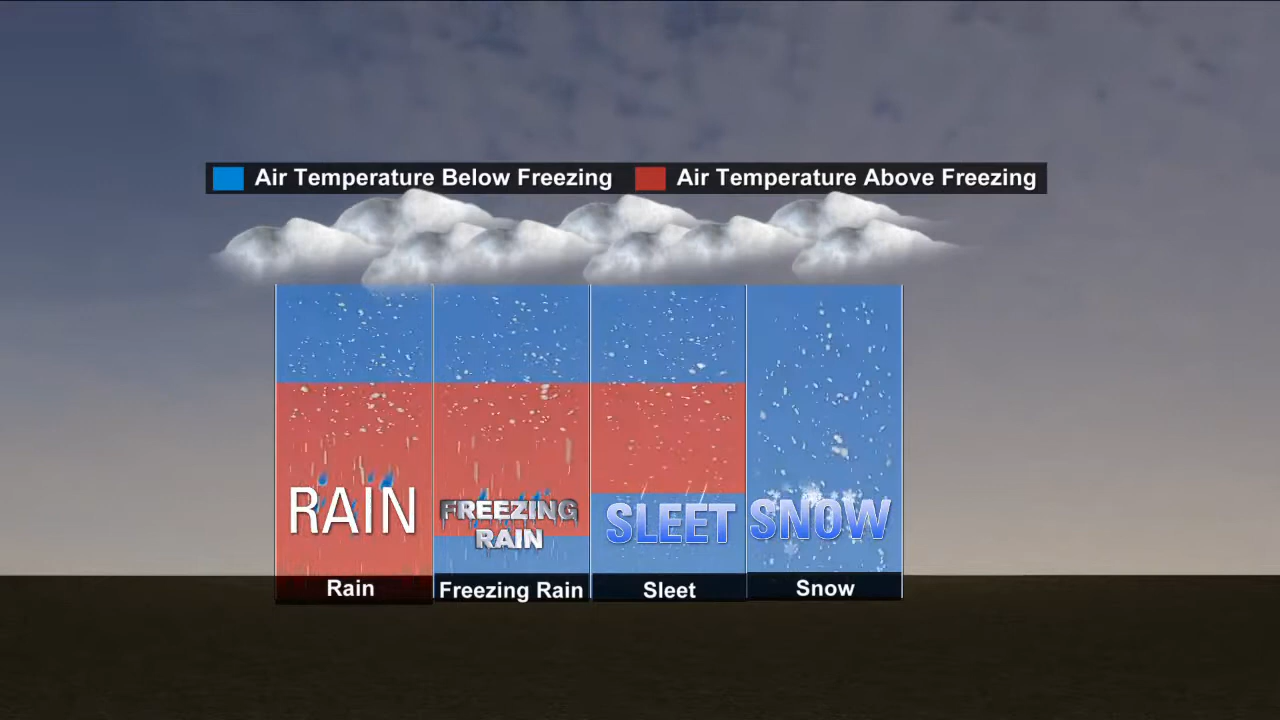 Air Temperature Below Freezing
Air Temperature Above Freezing
RAIN
FREEZING
RAIN
SLEET
SNOW
Rain
Freezing Rain
Sleet
Snow